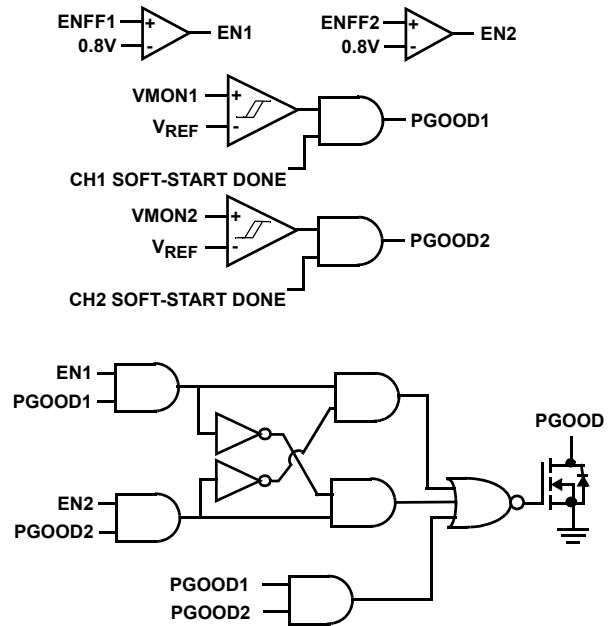 ENFF1
+
EN1
0.8V
-
ENFF2
+
EN2
0.8V
-
VMON1
+
VREF
-
PGOOD1
CH1 SOFT-START DONE
VMON2
+
VREF
-
PGOOD2
CH2 SOFT-START DONE
EN1
PGOOD1
PGOOD
EN2
PGOOD2
PGOOD1
PGOOD2